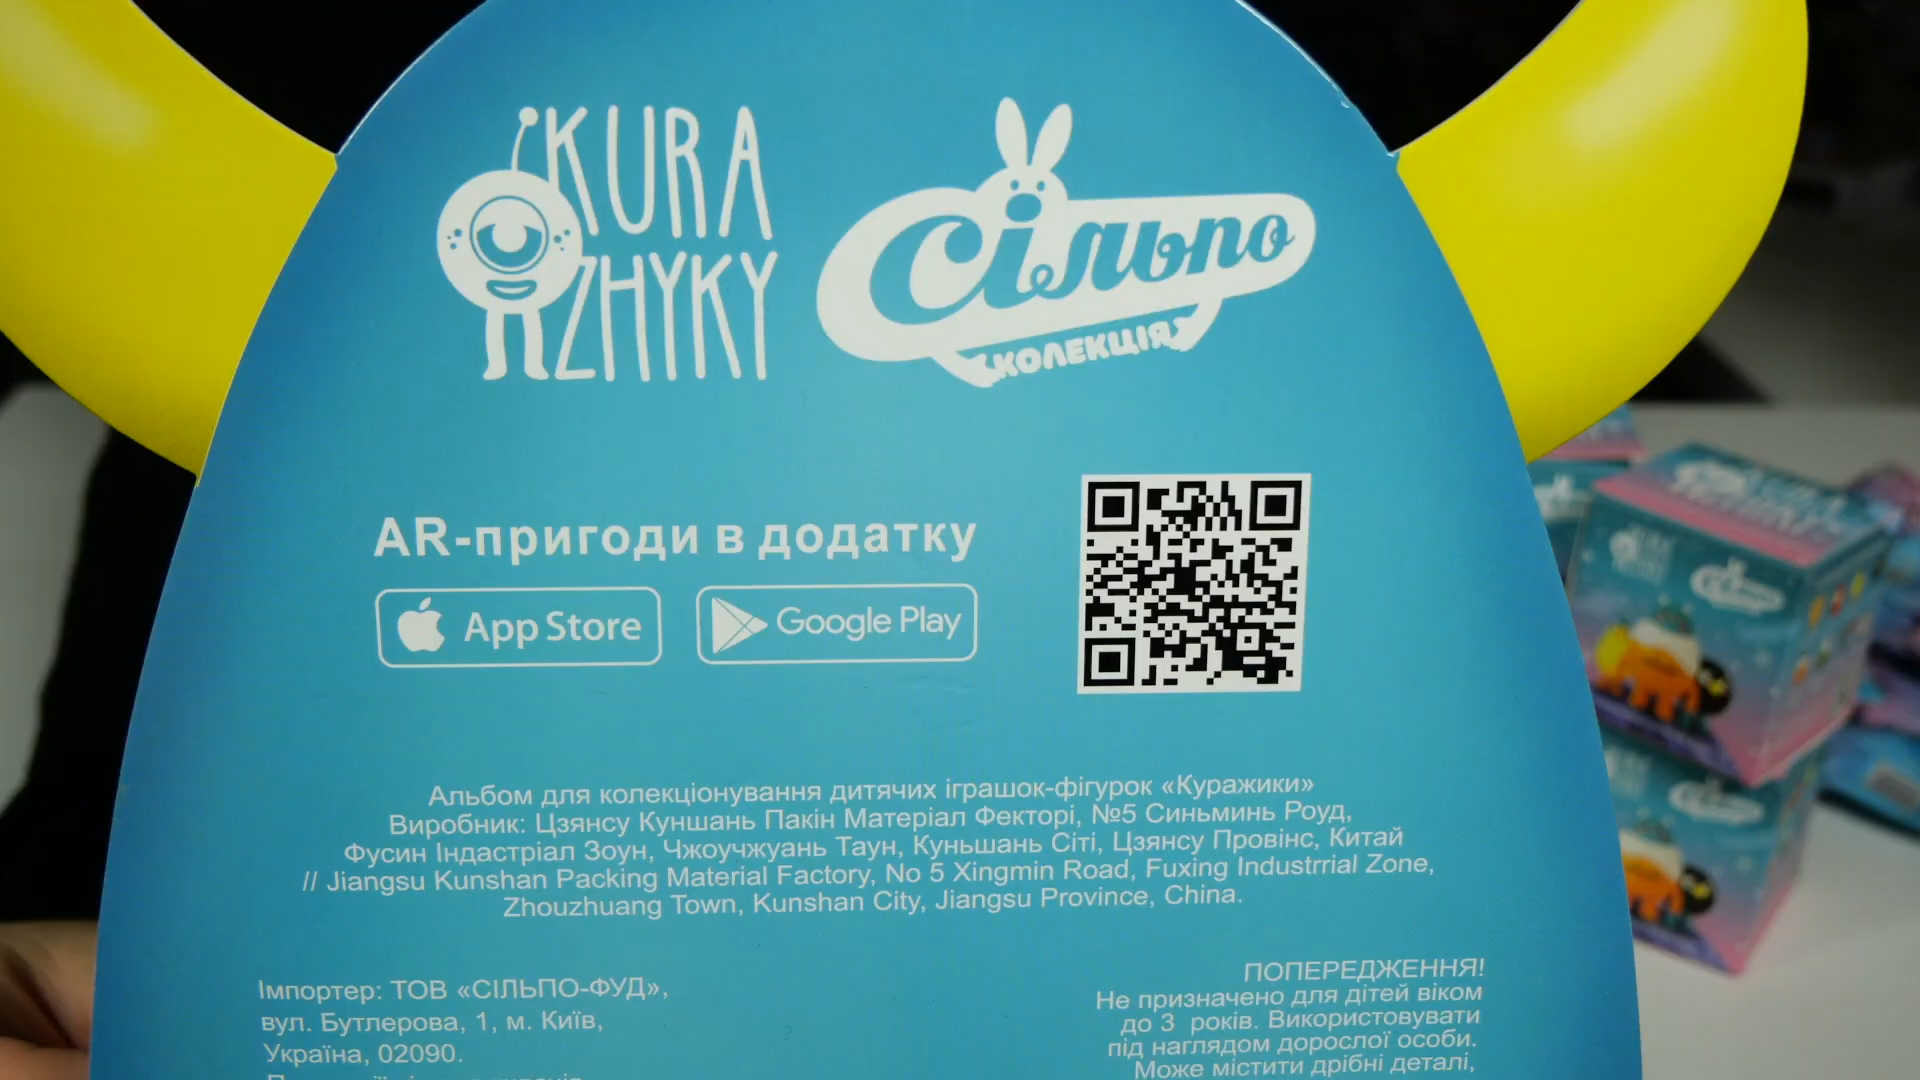 KURA
ZHYKY
Сільпо
КОЛЕКЦІЯ
AR-пригоди в додатку
App Store
Google Play
Альбом для колекціонування дитячих іграшок-фігурок «Куражики»
Виробник: Цзянсу Куншань Пакін Матеріал Фекторі, №5 Синьминь Роуд,
Фусин Індастріал Зоун, Чжоучжуань Таун, Куньшань Сіті, Цзянсу Провінс, Китай
// Jiangsu Kunshan Packing Material Factory, No 5 Xingmin Road, Fuxing Industrrial Zone,
Zhouzhuang Town, Kunshan City, Jiangsu Province, China.
Імпортер: ТОВ «СІЛЬПО-ФУД»,
вул. Бутлерова, 1, м. Київ,
Україна, 02090.
ПОПЕРЕДЖЕННЯ!
Не призначено для дітей віком
до 3 років. Використовувати
під наглядом дорослої особи.
Може містити дрібні деталі,